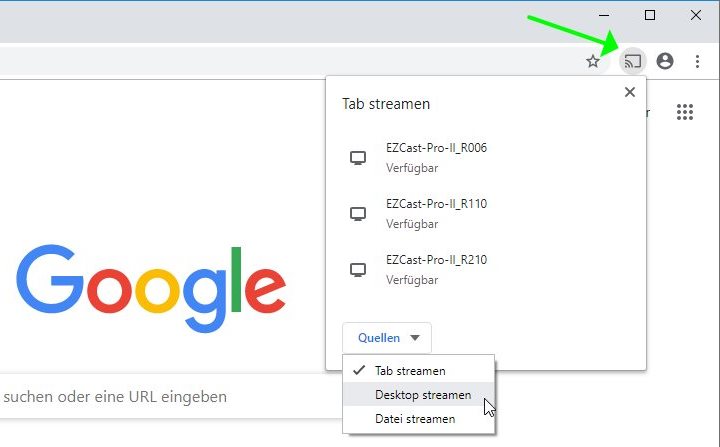 r
Tab streamen
EZCast-Pro-II_R006
Verfügbar
EZCast-Pro-II_R110
Verfügbar
EZCast-Pro-II_R210
Verfügbar
Google
Quellen
Tab streamen
suchen oder eine URL eingeben
Desktop streamen
Datei streamen